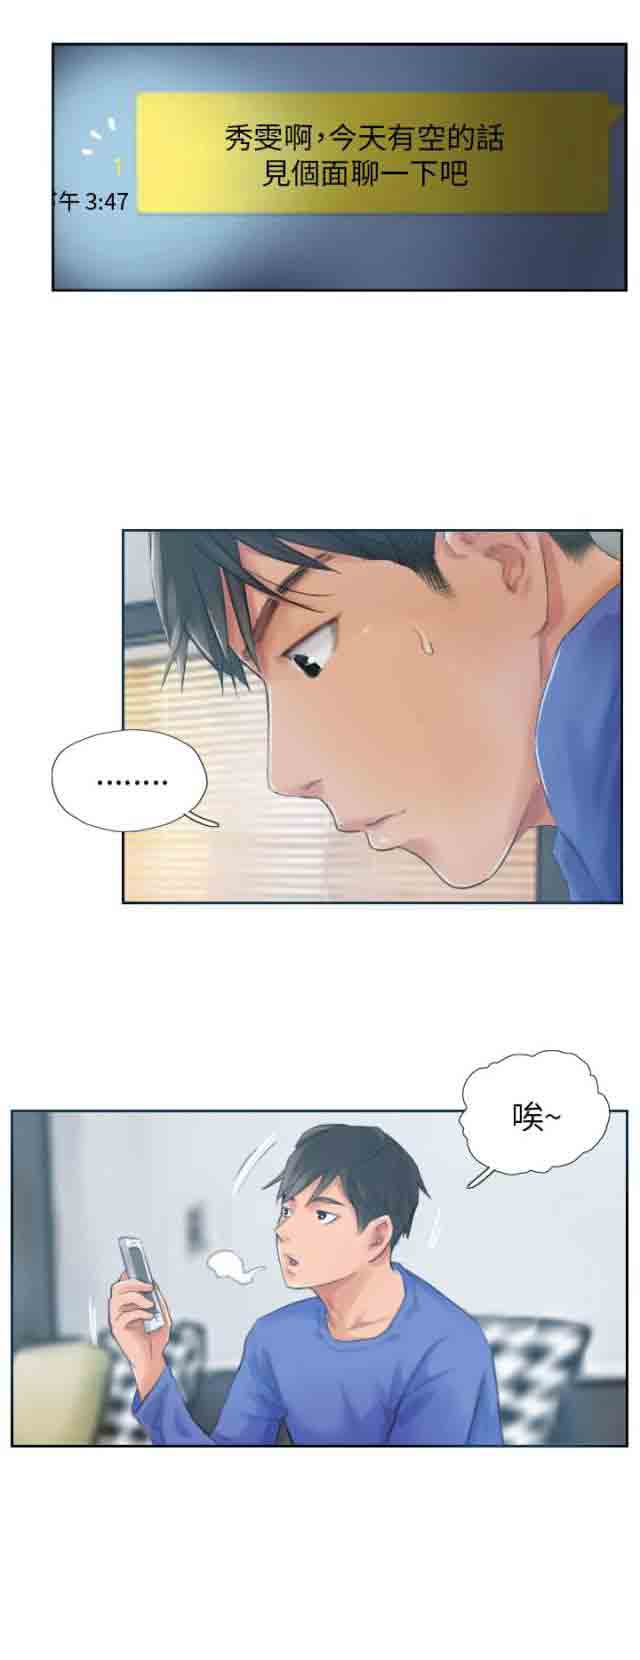 秀雯啊,今天有空的話
見個面聊一下吧
1
下午 3:47
........
唉~